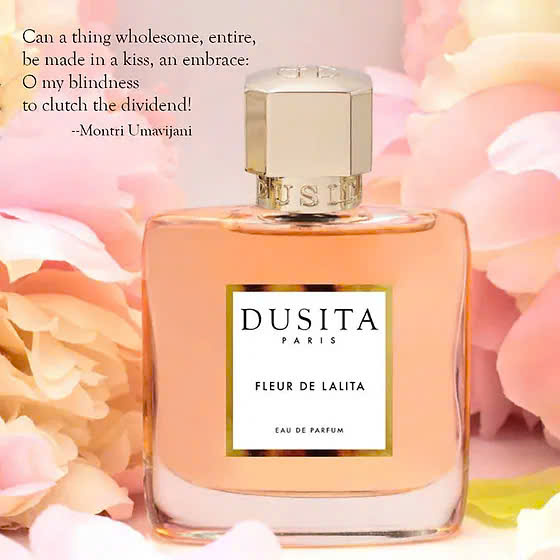 Can a thing wholesome, entire,
be made in a kiss, an embrace:
O my blindness
to clutch the dividend!
--Montri Umavijani
DUSITA
DUSITA
PARIS
FLEUR DE LALITA
EAU DE PARFUM